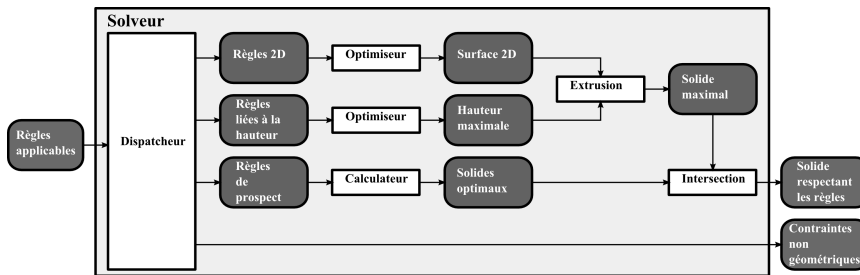 Solveur
Règles
applicables
Dispatcheur
Règles 2D
Optimiseur
Surface 2D
Règles
liées à la
hauteur
Optimiseur
Hauteur
maximale
Extrusion
Solide
maximal
Règles
de
prospect
Calculateur
Solides
optimaux
Intersection
Solide
respectant
les règles
Contraintes
non
géométriques